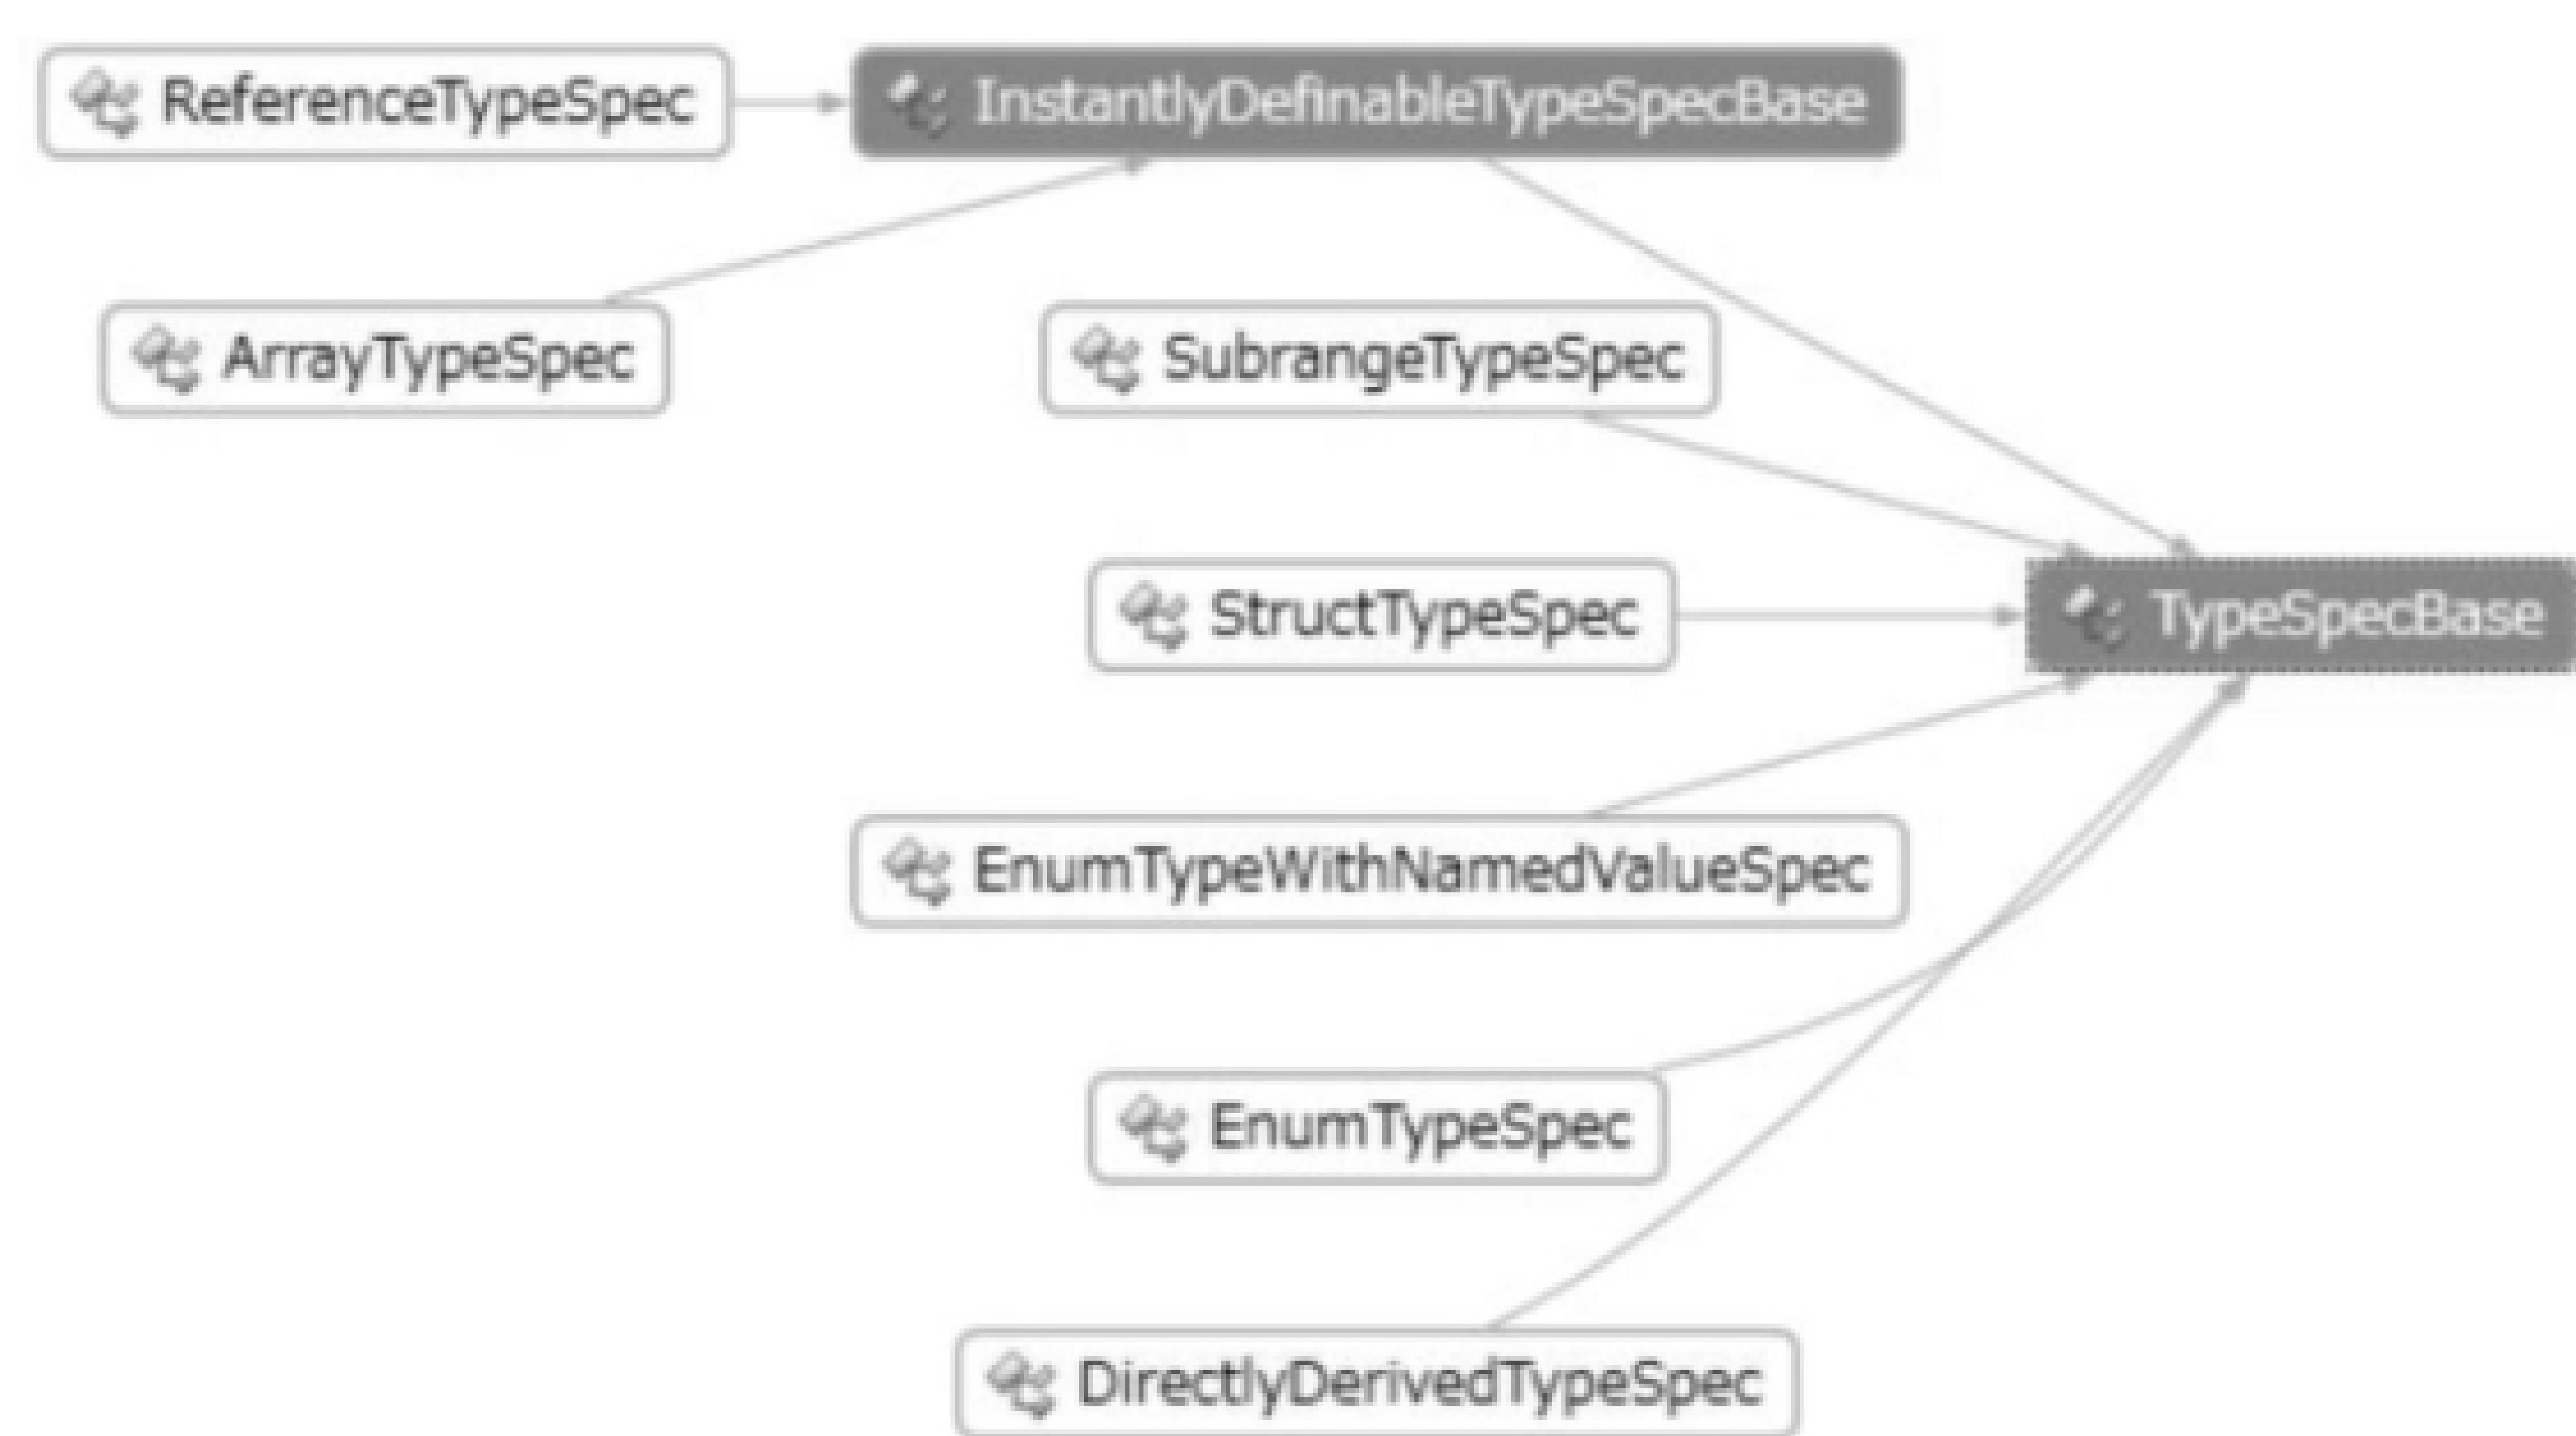 ReferenceTypeSpec
InstantlyDefinableTypeSpecBase
ArrayTypeSpec
SubrangeTypeSpec
StructTypeSpec
TypeSpecBase
EnumTypeWithNamedValueSpec
EnumTypeSpec
DirectlyDerivedTypeSpec